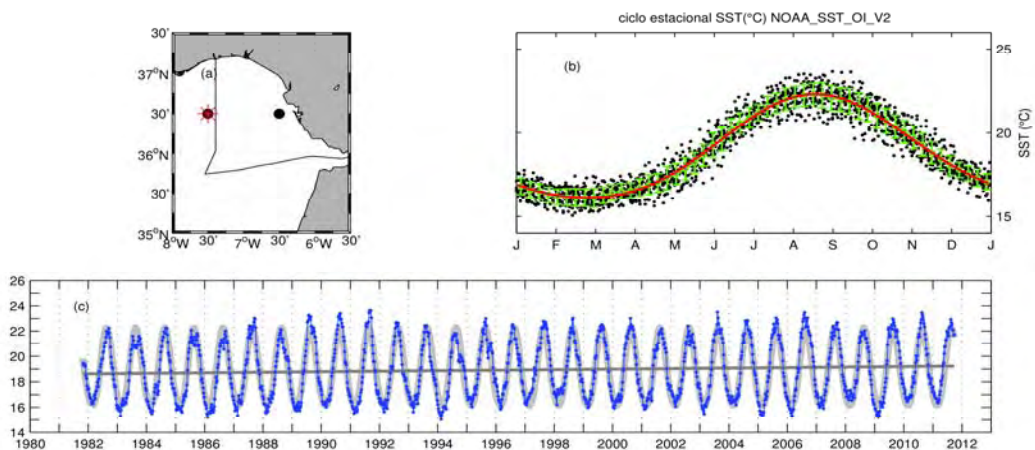 ciclo estacional SST(°C) NOAA_SST_OI_V2
30'
37°N
30'
36°N
30'
35°N
8°W 30' 7°W 30' 6°W 30'
(a)
(b)
25
20
15
SST (°C)
J F M A M J J A S O N D J
(c)
26
24
22
20
18
16
14
1980 1982 1984 1986 1988 1990 1992 1994 1996 1998 2000 2002 2004 2006 2008 2010 2012